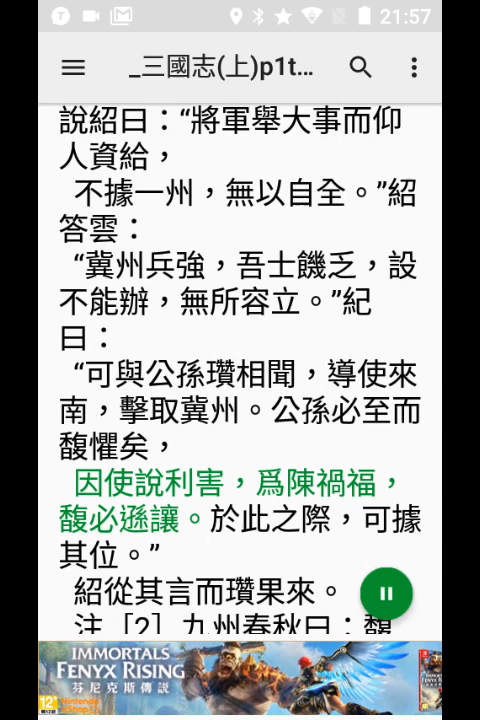 21:57
_三國志(上)p1t...
說紹曰：“將軍舉大事而仰
人資給，
不據一州，無以自全。”紹
答雲：
“冀州兵強，吾士饑乏，設
不能辦，無所容立。”紀
曰：
“可與公孫瓚相聞，導使來
南，擊取冀州。公孫必至而
馥懼矣，
因使說利害，爲陳禍福，
馥必遜讓。於此之際，可據
其位。”
紹從其言而瓚果來。
注［2］九州春秋曰：馥
IMMORTALS
FENYX RISING
芬尼克斯傳說
12